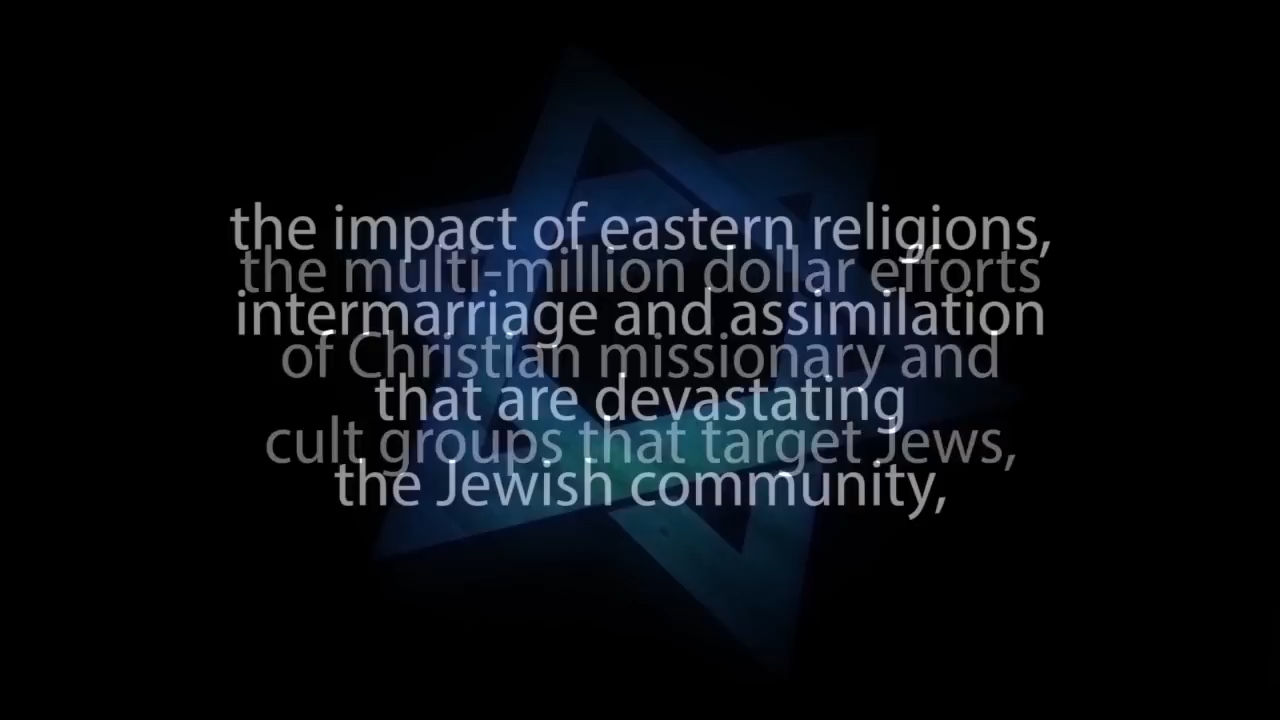 the impact of eastern religions,
the multi-million dollar efforts
intermarriage and assimilation
of Christian missionary and
that are devastating
cult groups that target Jews,
the Jewish community,